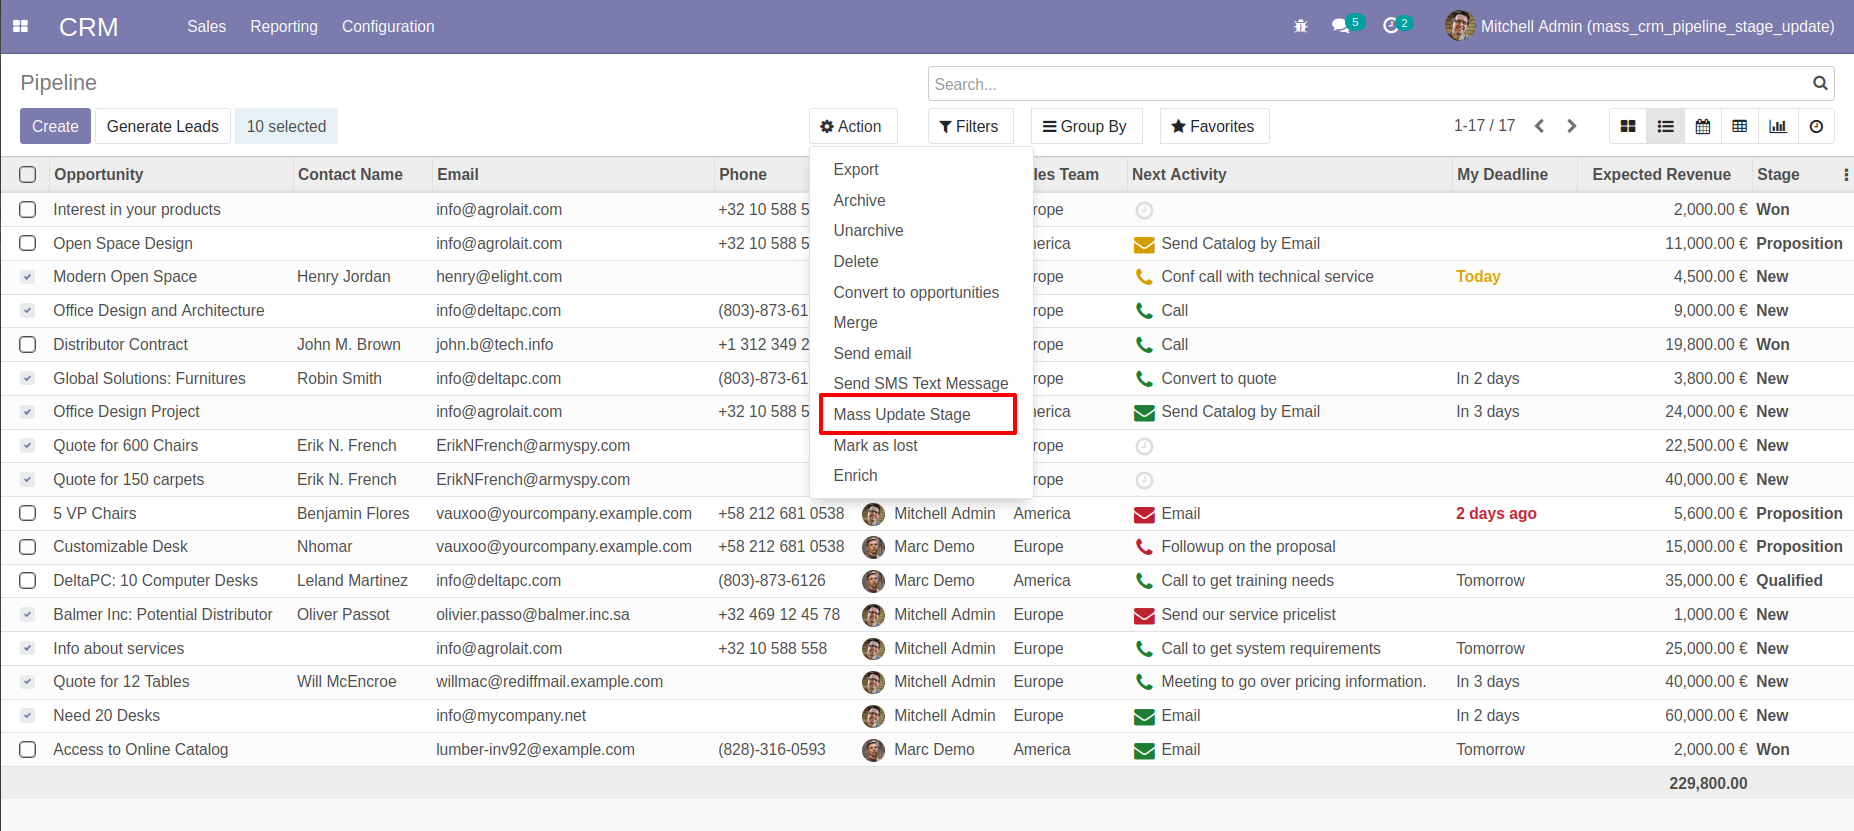 CRM Sales Reporting Configuration 5 2 Mitchell Admin (mass_crm_pipeline_stage_update)
Pipeline
Search...
Create Generate Leads 10 selected Action Filters Group By Favorites 1-17 / 17
Export
Archive
Unarchive
Delete
Convert to opportunities
Merge
Send email
Send SMS Text Message
Mass Update Stage
Mark as lost
Enrich
Opportunity Contact Name Email Phone les Team Next Activity My Deadline Expected Revenue Stage
Interest in your products info@agrolait.com +32 10 588 5 rope 2,000.00 € Won
Open Space Design info@agrolait.com +32 10 588 5 erica Send Catalog by Email 11,000.00 € Proposition
Modern Open Space Henry Jordan henry@elight.com rope Conf call with technical service Today 4,500.00 € New
Office Design and Architecture info@deltapc.com (803)-873-61 rope Call 9,000.00 € New
Distributor Contract John M. Brown john.b@tech.info +1 312 349 2 rope Call 19,800.00 € Won
Global Solutions: Furnitures Robin Smith info@deltapc.com (803)-873-61 rope Convert to quote In 2 days 3,800.00 € New
Office Design Project info@agrolait.com +32 10 588 5 erica Send Catalog by Email In 3 days 24,000.00 € New
Quote for 600 Chairs Erik N. French ErikNFrench@armyspy.com rope 22,500.00 € New
Quote for 150 carpets Erik N. French ErikNFrench@armyspy.com rope 40,000.00 € New
5 VP Chairs Benjamin Flores vauxoo@yourcompany.example.com +58 212 681 0538 Mitchell Admin America Email 2 days ago 5,600.00 € Proposition
Customizable Desk Nhomar vauxoo@yourcompany.example.com +58 212 681 0538 Marc Demo Europe Followup on the proposal 15,000.00 € Proposition
DeltaPC: 10 Computer Desks Leland Martinez info@deltapc.com (803)-873-6126 Marc Demo America Call to get training needs Tomorrow 35,000.00 € Qualified
Balmer Inc: Potential Distributor Oliver Passot olivier.passo@balmer.inc.sa +32 469 12 45 78 Mitchell Admin Europe Send our service pricelist 1,000.00 € New
Info about services info@agrolait.com +32 10 588 558 Mitchell Admin Europe Call to get system requirements Tomorrow 25,000.00 € New
Quote for 12 Tables Will McEncroe willmac@rediffmail.example.com Mitchell Admin Europe Meeting to go over pricing information. In 3 days 40,000.00 € New
Need 20 Desks info@mycompany.net Mitchell Admin Europe Email In 2 days 60,000.00 € New
Access to Online Catalog lumber-inv92@example.com (828)-316-0593 Marc Demo America Email Tomorrow 2,000.00 € Won
229,800.00